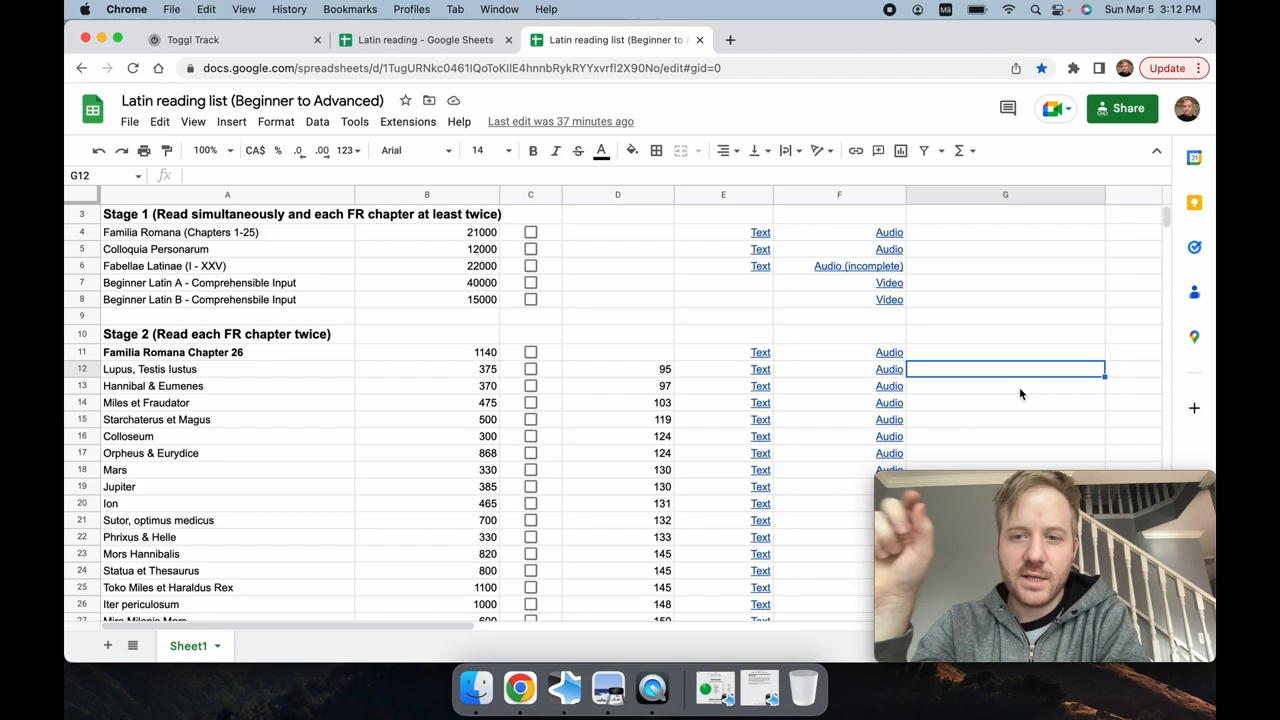 Chrome File Edit View History Bookmarks Profiles Tab Window Help Sun Mar 5 3:12 PM
Toggl Track Latin reading - Google Sheets Latin reading list (Beginner to A
docs.google.com/spreadsheets/d/1TugURNkc0461IQoToKlE4hnnbRykRYYxvrfl2X90No/edit#gid=0 Update
Latin reading list (Beginner to Advanced) Share
File Edit View Insert Format Data Extensions Help Last edit was 37 minutes ago
100% CA$ % .0 .00 123 Arial 14 B I S A
G12 fx
A B C D E F G
3 Stage 1 (Read simultaneously and each FR chapter at least twice)
4 Familia Romana (Chapters 1-25) 21000 Text Audio
5 Colloquia Personarum 12000 Text Audio
6 Fabellae Latinae (I - XXV) 22000 Text Audio (incomplete)
7 Beginner Latin A - Comprehensible Input 40000 Video
8 Beginner Latin B - Comprehensbile Input 15000 Video
9
10 Stage 2 (Read each FR chapter twice)
11 Familia Romana Chapter 26 1140 Text Audio
12 Lupus, Testis Iustus 375 95 Text Audio
13 Hannibal & Eumenes 370 97 Text Audio
14 Miles et Fraudator 475 103 Text Audio
15 Starchaterus et Magus 500 119 Text Audio
16 Colloseum 300 124 Text Audio
17 Orpheus & Eurydice 868 124 Text Audio
18 Mars 330 130 Text Audio
19 Jupiter 385 130 Text
20 Ion 465 131 Text
21 Sutor, optimus medicus 700 132 Text
22 Phrixus & Helle 330 133 Text
23 Mors Hannibalis 820 145 Text
24 Statua et Thesaurus 800 145 Text
25 Toko Miles et Haraldus Rex 1100 145 Text
26 Iter periculosum 1000 148 Text
27 Mira Milonis Mors 600 150 Text
Sheet1